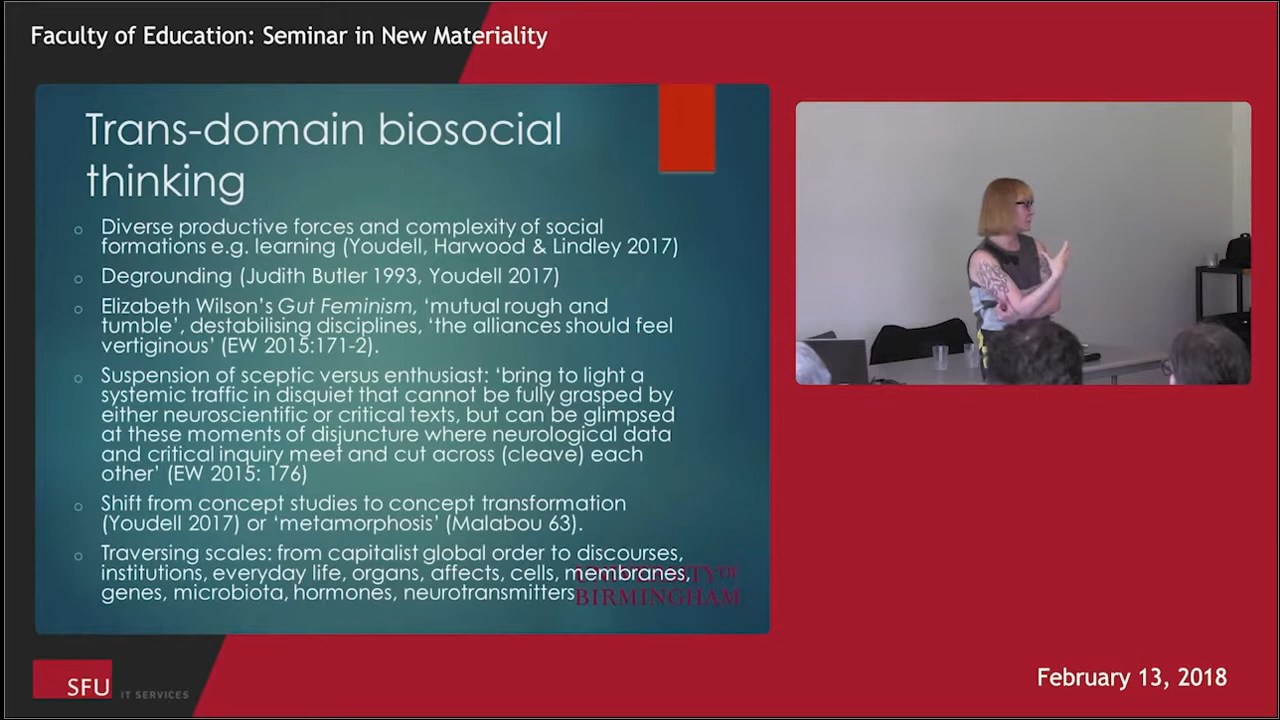 Faculty of Education: Seminar in New Materiality
Trans-domain biosocial
thinking
Diverse productive forces and complexity of social
formations e.g. learning (Youdell, Harwood & Lindley 2017)
Degrounding (Judith Butler 1993, Youdell 2017)
Elizabeth Wilson's Gut Feminism, 'mutual rough and
tumble', destabilising disciplines, 'the alliances should feel
vertiginous' (EW 2015:171-2).
Suspension of sceptic versus enthusiast: 'bring to light a
systemic traffic in disquiet that cannot be fully grasped by
either neuroscientific or critical texts, but can be glimpsed
at these moments of disjuncture where neurological data
and critical inquiry meet and cut across (cleave) each
other' (EW 2015: 176)
Shift from concept studies to concept transformation
(Youdell 2017) or 'metamorphosis' (Malabou 63).
Traversing scales: from capitalist global order to discourses,
institutions, everyday life, organs, affects, cells, membranes,
genes, microbiota, hormones, neurotransmitters
UNIVERSITY OF
BIRMINGHAM
SFU IT SERVICES
February 13, 2018